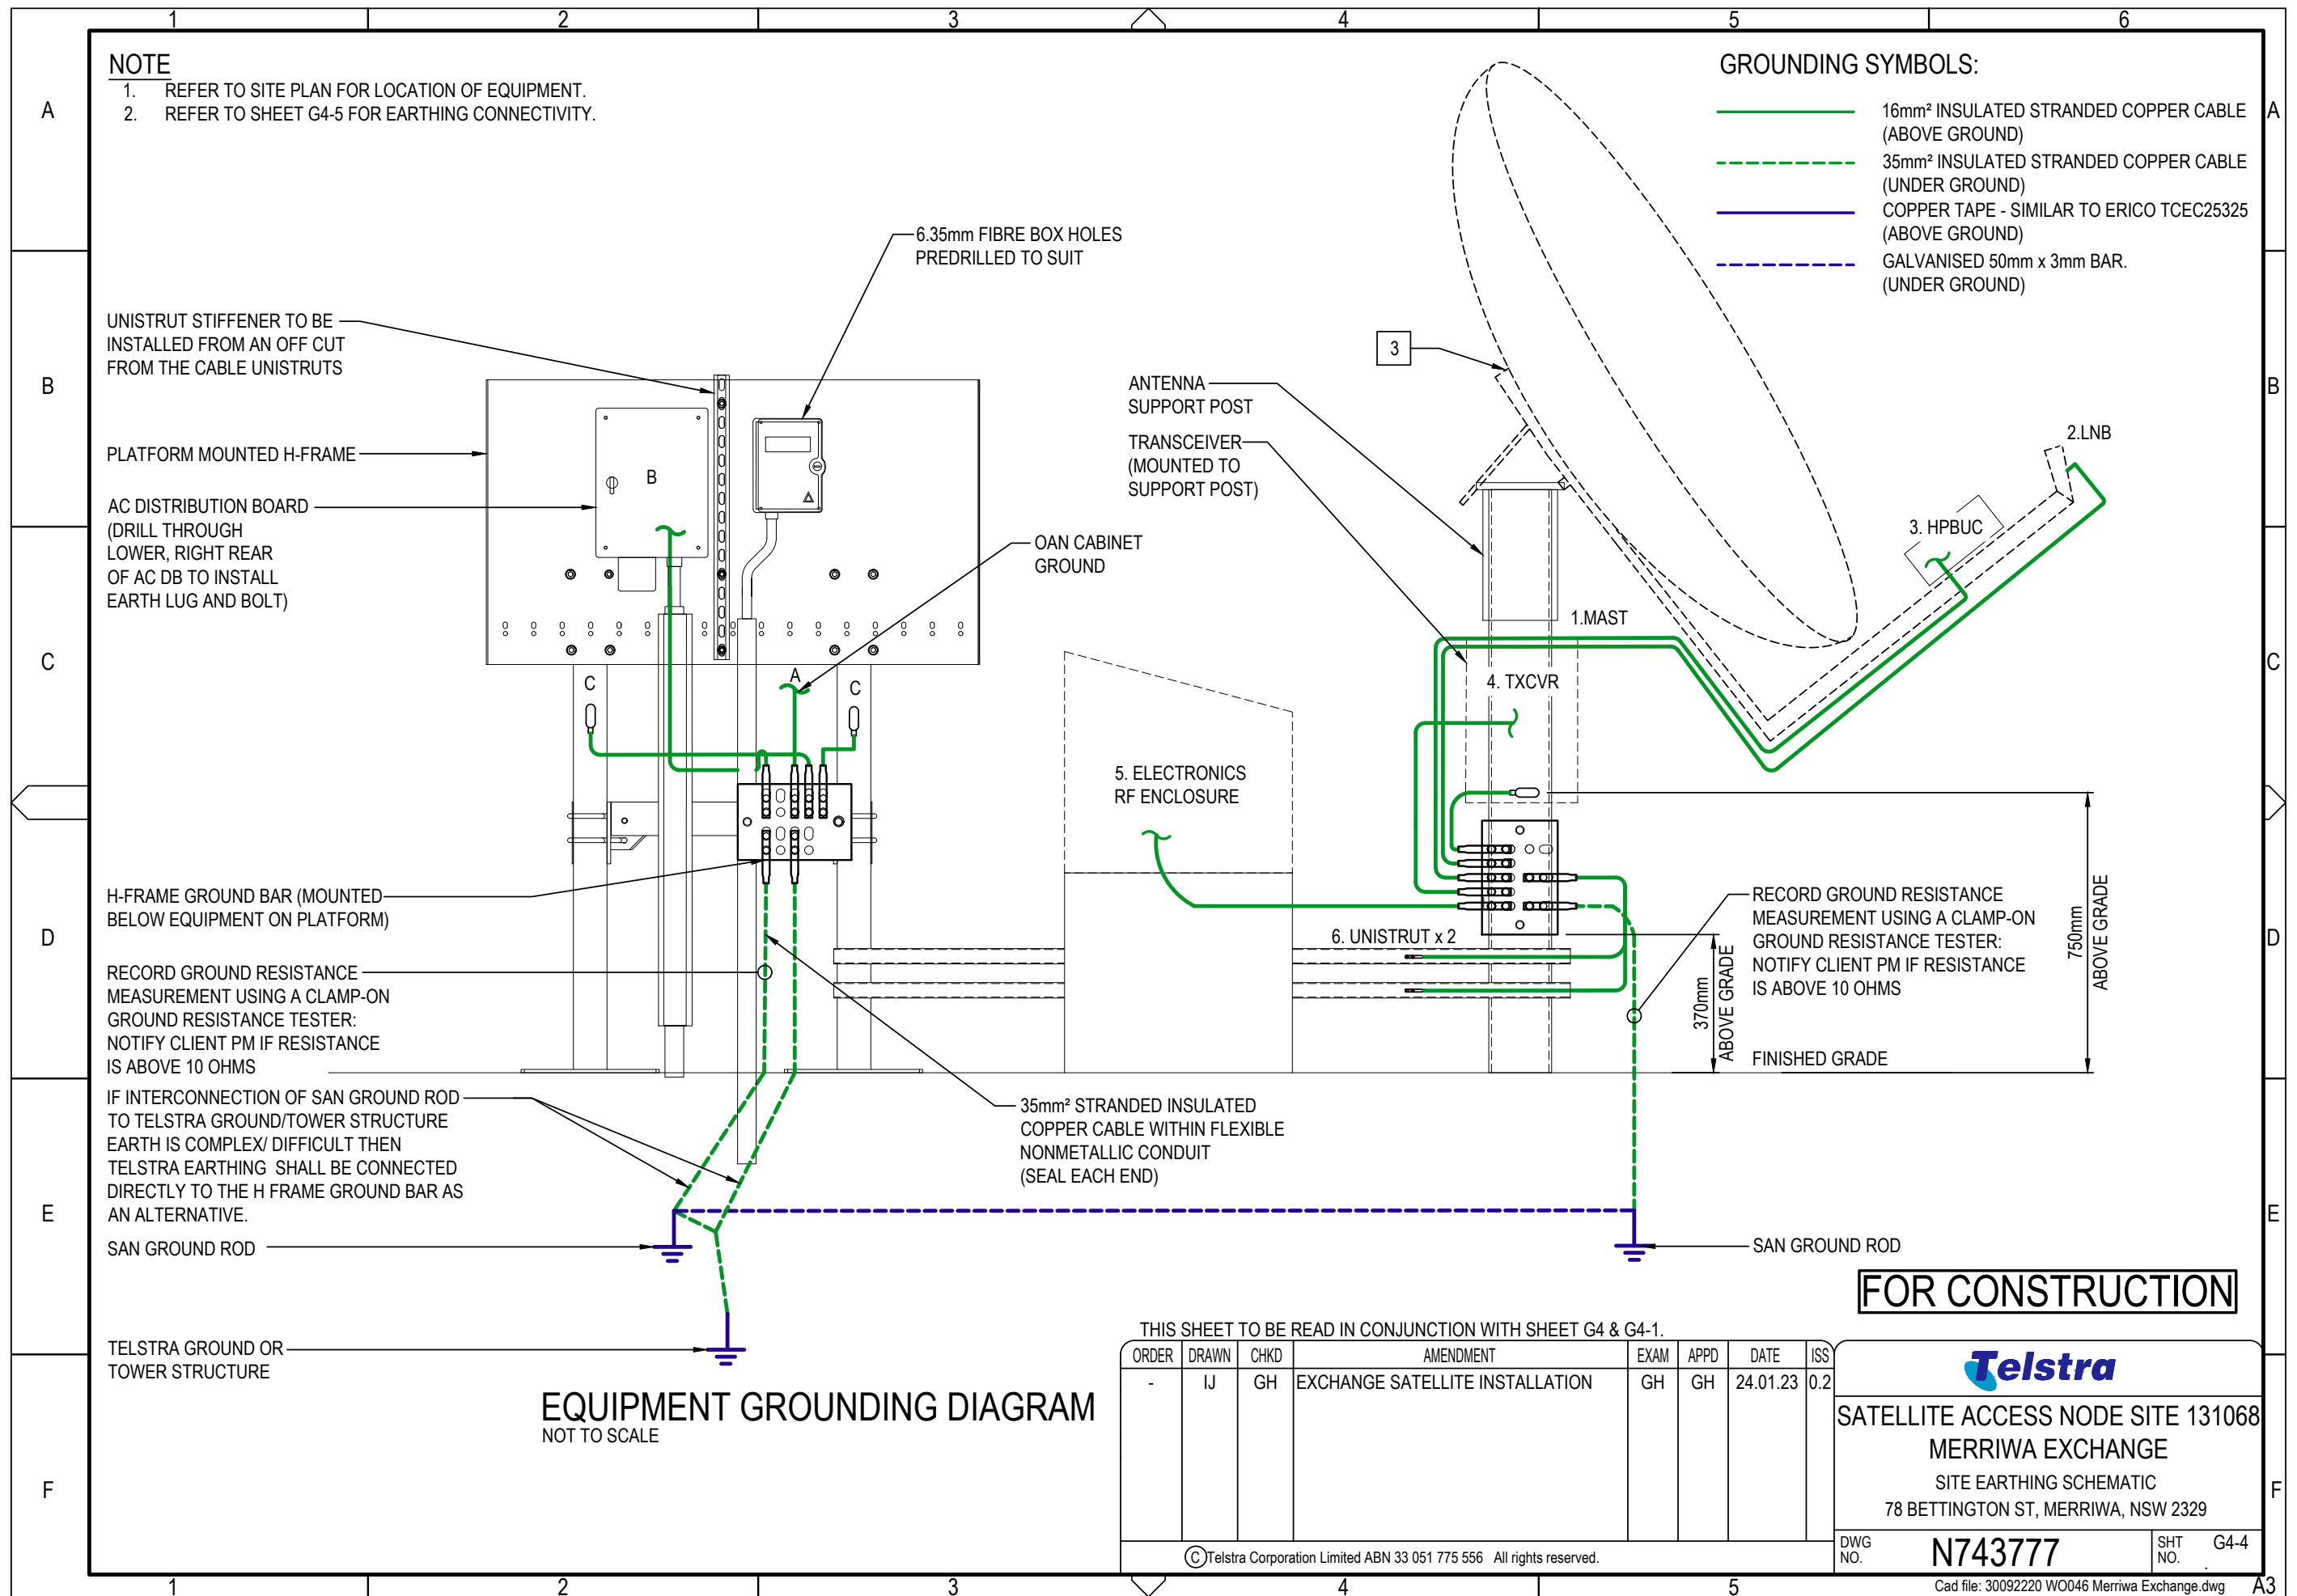 1 2 3 4 5 6
A
B
C
D
E
F
NOTE
1. REFER TO SITE PLAN FOR LOCATION OF EQUIPMENT.
2. REFER TO SHEET G4-5 FOR EARTHING CONNECTIVITY.
GROUNDING SYMBOLS:
16mm² INSULATED STRANDED COPPER CABLE
(ABOVE GROUND)
35mm² INSULATED STRANDED COPPER CABLE
(UNDER GROUND)
COPPER TAPE - SIMILAR TO ERICO TCEC25325
(ABOVE GROUND)
GALVANISED 50mm x 3mm BAR.
(UNDER GROUND)
6.35mm FIBRE BOX HOLES
PREDRILLED TO SUIT
UNISTRUT STIFFENER TO BE
INSTALLED FROM AN OFF CUT
FROM THE CABLE UNISTRUTS
PLATFORM MOUNTED H-FRAME
AC DISTRIBUTION BOARD
(DRILL THROUGH
LOWER, RIGHT REAR
OF AC DB TO INSTALL
EARTH LUG AND BOLT)
B
OAN CABINET
GROUND
C
A
C
3
ANTENNA
SUPPORT POST
TRANSCEIVER
(MOUNTED TO
SUPPORT POST)
2.LNB
3. HPBUC
1.MAST
4. TXCVR
5. ELECTRONICS
RF ENCLOSURE
6. UNISTRUT x 2
H-FRAME GROUND BAR (MOUNTED
BELOW EQUIPMENT ON PLATFORM)
RECORD GROUND RESISTANCE
MEASUREMENT USING A CLAMP-ON
GROUND RESISTANCE TESTER:
NOTIFY CLIENT PM IF RESISTANCE
IS ABOVE 10 OHMS
RECORD GROUND RESISTANCE
MEASUREMENT USING A CLAMP-ON
GROUND RESISTANCE TESTER:
NOTIFY CLIENT PM IF RESISTANCE
IS ABOVE 10 OHMS
370mm
ABOVE GRADE
750mm
ABOVE GRADE
FINISHED GRADE
IF INTERCONNECTION OF SAN GROUND ROD
TO TELSTRA GROUND/TOWER STRUCTURE
EARTH IS COMPLEX/ DIFFICULT THEN
TELSTRA EARTHING SHALL BE CONNECTED
DIRECTLY TO THE H FRAME GROUND BAR AS
AN ALTERNATIVE.
35mm² STRANDED INSULATED
COPPER CABLE WITHIN FLEXIBLE
NONMETALLIC CONDUIT
(SEAL EACH END)
SAN GROUND ROD
SAN GROUND ROD
TELSTRA GROUND OR
TOWER STRUCTURE
EQUIPMENT GROUNDING DIAGRAM
NOT TO SCALE
FOR CONSTRUCTION
THIS SHEET TO BE READ IN CONJUNCTION WITH SHEET G4 & G4-1.
ORDER DRAWN CHKD AMENDMENT EXAM APPD DATE ISS
- IJ GH EXCHANGE SATELLITE INSTALLATION GH GH 24.01.23 0.2
© Telstra Corporation Limited ABN 33 051 775 556 All rights reserved.
Telstra
SATELLITE ACCESS NODE SITE 131068
MERRIWA EXCHANGE
SITE EARTHING SCHEMATIC
78 BETTINGTON ST, MERRIWA, NSW 2329
DWG NO. N743777 SHT NO. G4-4
.
Cad file: 30092220 WO046 Merriwa Exchange.dwg A3
A
B
C
D
E
F
1 2 3 4 5